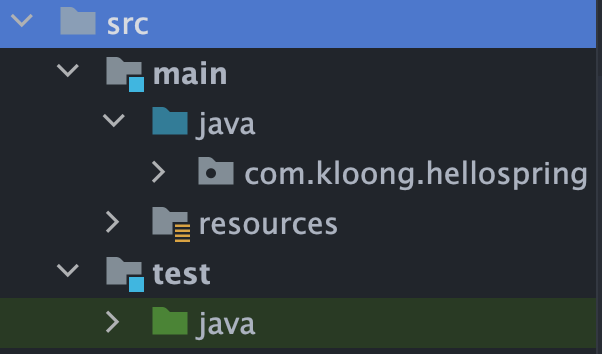 src
main
java
com.kloong.hellospring
resources
test
java